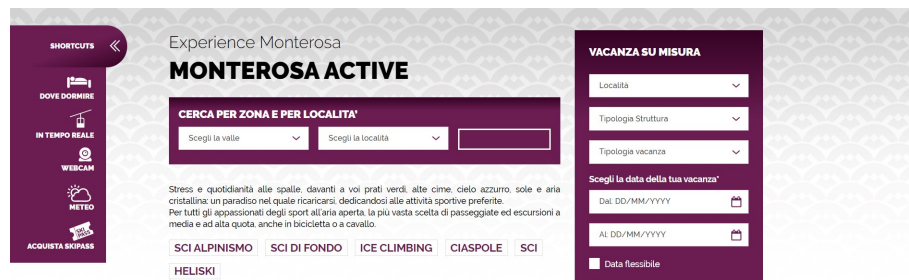 SHORTCUTS
DOVE DORMIRE
IN TEMPO REALE
WEBCAM
METEO
SKI PASS
ACQUISTA SKIPASS
Experience Monterosa
MONTEROSA ACTIVE
CERCA PER ZONA E PER LOCALITA'
Scegli la valle
Scegli la località
Stress e quotidianità alle spalle, davanti a voi prati verdi, alte cime, cielo azzurro, sole e aria
cristallina: un paradiso nel quale ricaricarsi, dedicandosi alle attività sportive preferite.
Per tutti gli appassionati degli sport all'aria aperta, la più vasta scelta di passeggiate ed escursioni a
media e ad alta quota, anche in bicicletta o a cavallo.
SCI ALPINISMO
SCI DI FONDO
ICE CLIMBING
CIASPOLE
SCI
HELISKI
VACANZA SU MISURA
Località
Tipologia Struttura
Tipologia vacanza
Scegli la data della tua vacanza*
Dal: DD/MM/YYYY
Al: DD/MM/YYYY
Data flessibile